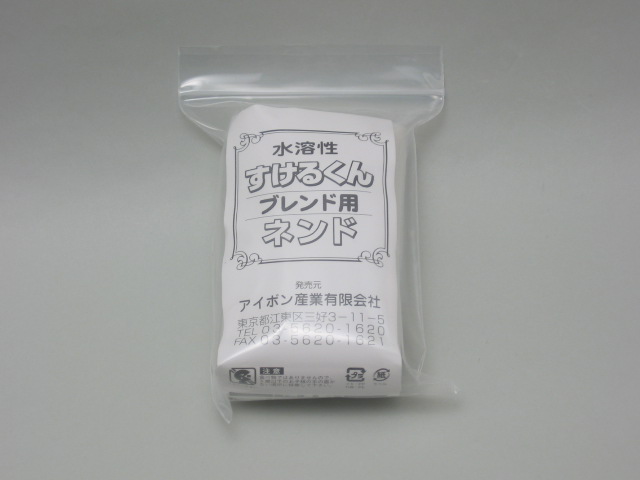 水溶性
すけるくん
ブレンド用
ネンド
発売元
アイボン産業有限会社
東京都江東区三好3-11-5
TEL 03-5620-1620
FAX 03-5620-1621
注意